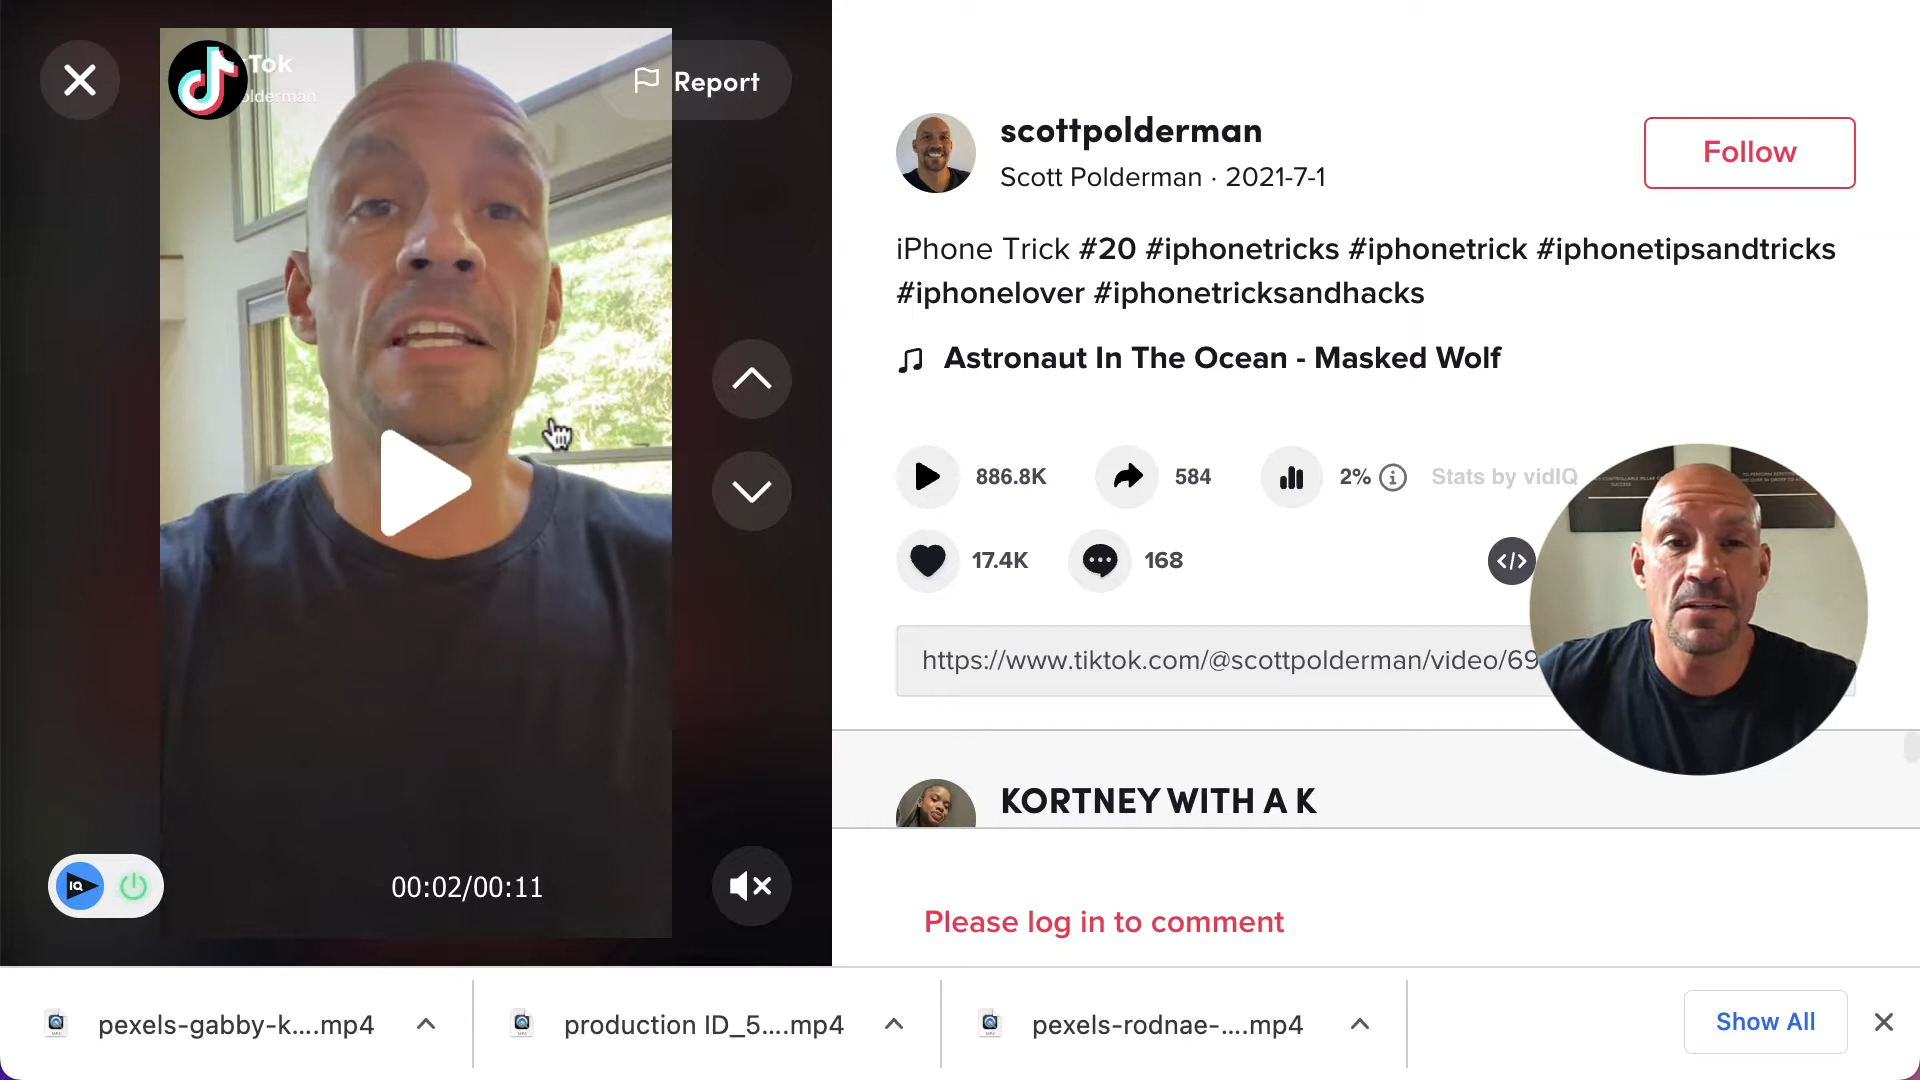 Tok
olderman
Report
scottpolderman
Scott Polderman · 2021-7-1
Follow
iPhone Trick #20 #iphonetricks #iphonetrick #iphonetipsandtricks
#iphonelover #iphonetricksandhacks
Astronaut In The Ocean - Masked Wolf
886.8K
584
2%
Stats by vidIQ
17.4K
168
</>
https://www.tiktok.com/@scottpolderman/video/69
KORTNEY WITH A K
IQ
00:02/00:11
Please log in to comment
pexels-gabby-k....mp4
production ID_5....mp4
pexels-rodnae-....mp4
Show All